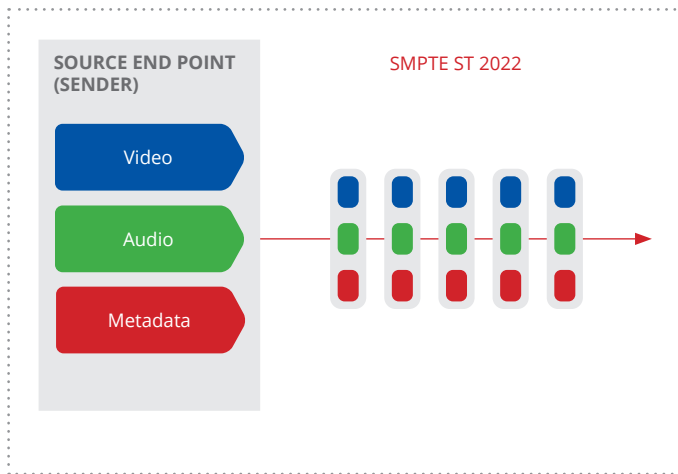 SOURCE END POINT
(SENDER)
SMPTE ST 2022
Video
Audio
Metadata